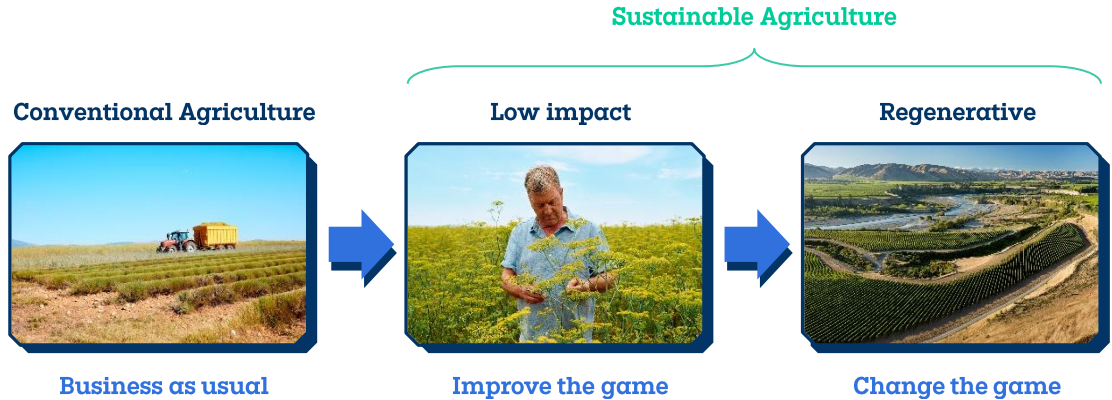 Sustainable Agriculture
Conventional Agriculture
Low impact
Regenerative
Business as usual
Improve the game
Change the game